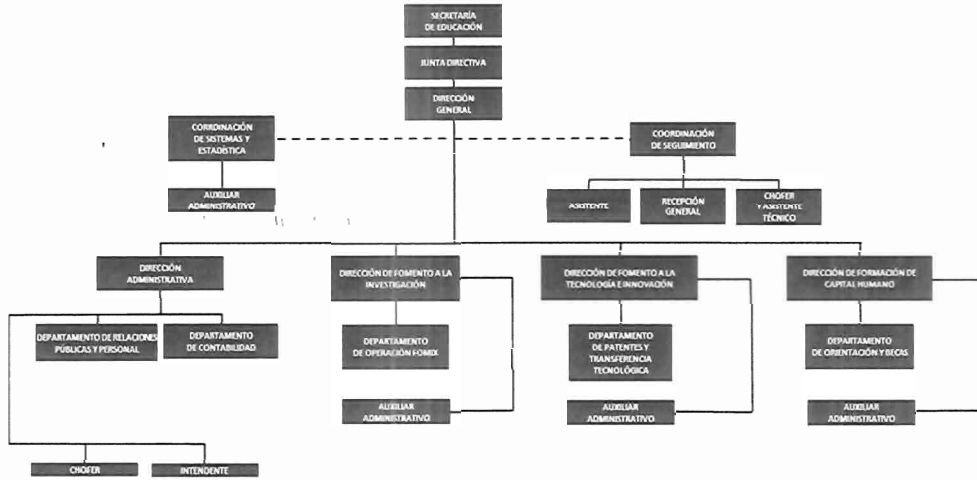 SECRETARÍA
DE EDUCACIÓN
JUNTA DIRECTIVA
DIRECCIÓN
GENERAL
CORRDINACIÓN
DE SISTEMAS Y
ESTADÍSTICA
COORDINACIÓN
DE SEGUIMIENTO
AUXILIAR
ADMINISTRATIVO
ASISTENTE
RECEPCIÓN
GENERAL
CHOFER
Y ASISTENTE
TÉCNICO
DIRECCIÓN
ADMINISTRATIVA
DIRECCIÓN DE FOMENTO A LA
INVESTIGACIÓN
DIRECCIÓN DE FOMENTO A LA
TECNOLOGÍA E INNOVACIÓN
DIRECCIÓN DE FORMACIÓN DE
CAPITAL HUMANO
DEPARTAMENTO DE RELACIONES
PÚBLICAS Y PERSONAL
DEPARTAMENTO
DE CONTABILIDAD
DEPARTAMENTO
DE OPERACIÓN FOMIX
DEPARTAMENTO
DE PATENTES Y
TRANSFERENCIA
TECNOLÓGICA
DEPARTAMENTO
DE ORIENTACIÓN Y BECAS
AUXILIAR
ADMINISTRATIVO
AUXILIAR
ADMINISTRATIVO
AUXILIAR
ADMINISTRATIVO
CHOFER
INTENDENTE